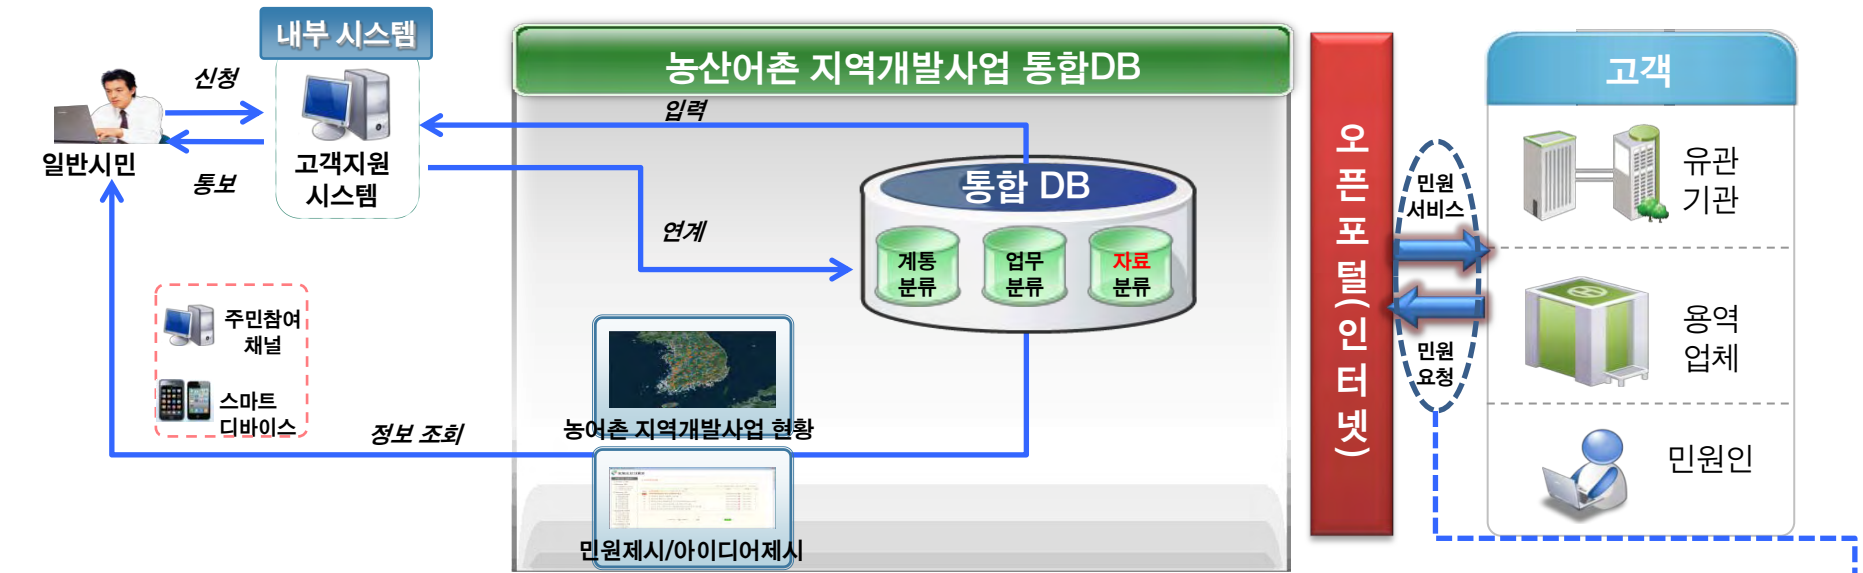 내부 시스템
신청
일반시민
통보
고객지원
시스템
주민참여
채널
스마트
디바이스
정보 조회
농산어촌 지역개발사업 통합DB
입력
연계
통합 DB
계통
분류
업무
분류
자료
분류
농어촌 지역개발사업 현황
민원제시/아이디어제시
오픈포털(인터넷)
민원
서비스
민원
요청
고객
유관
기관
용역
업체
민원인